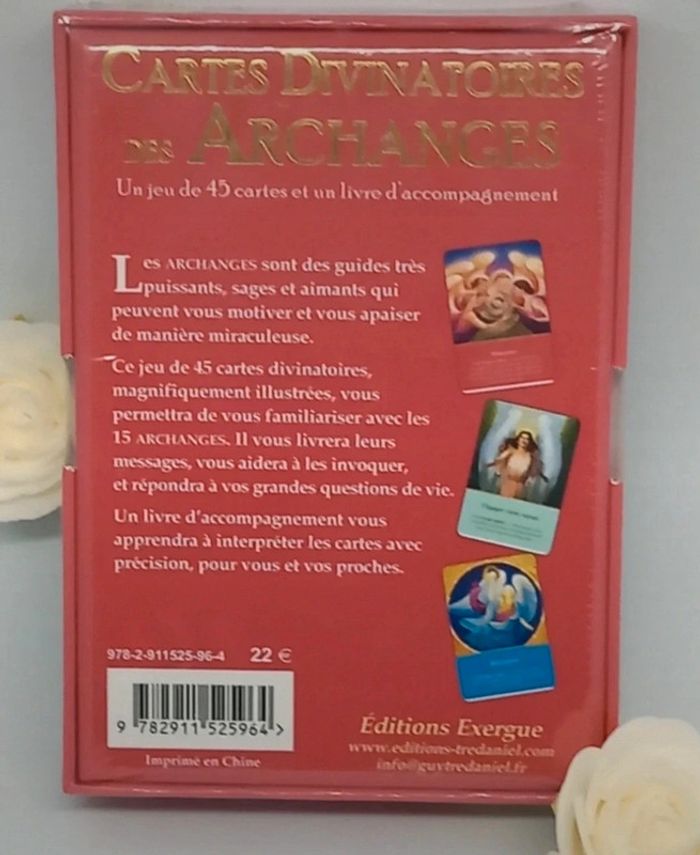 CARTES DIVINATOIRES
DES ARCHANGES
Un jeu de 45 cartes et un livre d'accompagnement
Les ARCHANGES sont des guides très
puissants, sages et aimants qui
peuvent vous motiver et vous apaiser
de manière miraculeuse.
Ce jeu de 45 cartes divinatoires,
magnifiquement illustrées, vous
permettra de vous familiariser avec les
15 ARCHANGES. Il vous livrera leurs
messages, vous aidera à les invoquer,
et répondra à vos grandes questions de vie.
Un livre d'accompagnement vous
apprendra à interpréter les cartes avec
précision, pour vous et vos proches.
978-2-911525-96-4 22 €
9 782911 525964 >
Imprimé en Chine
Éditions Exergue
www.editions-tredaniel.com
info@guytredaniel.fr